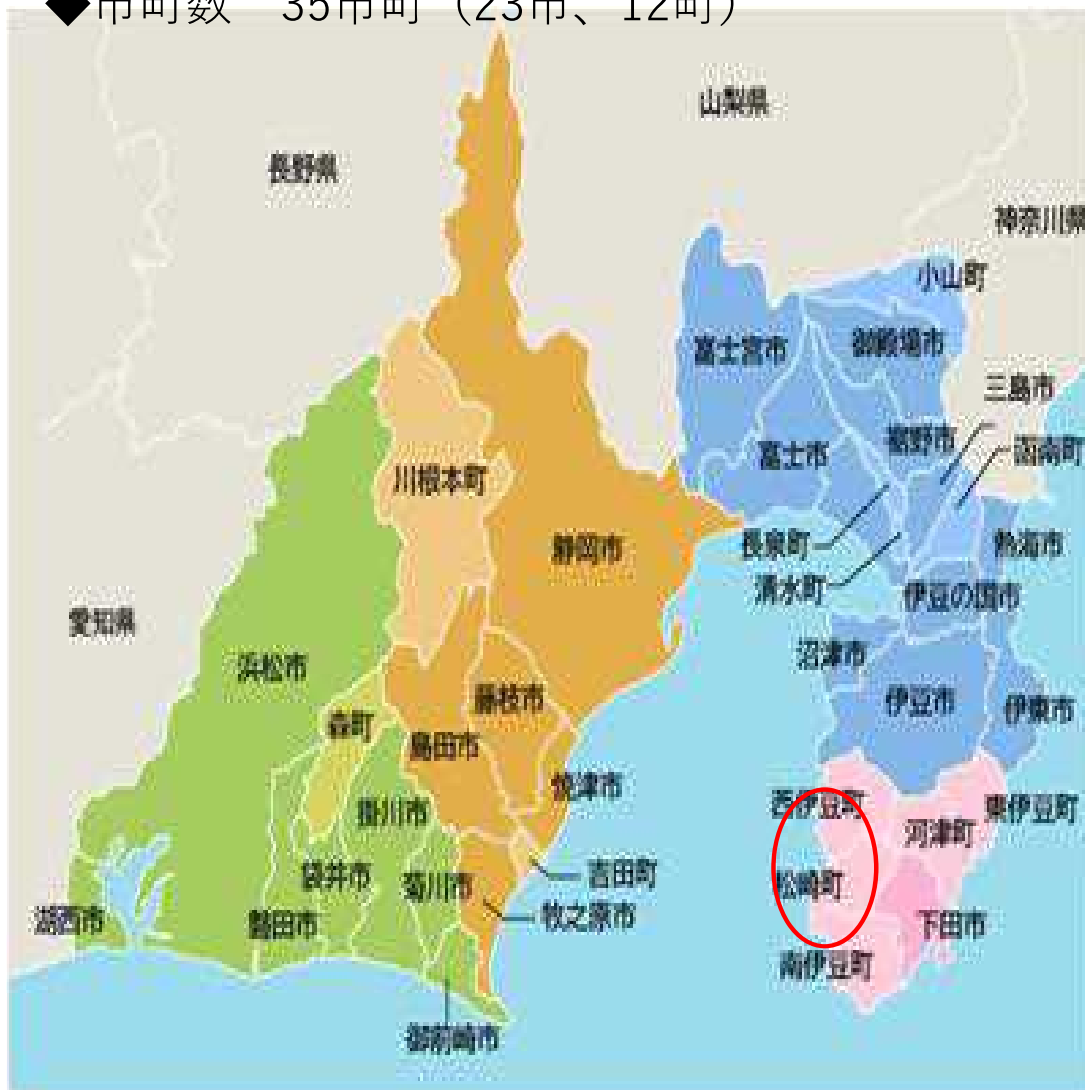 ◆市町数　35市町（23市、12町）
山梨県
長野県
神奈川県
小山町
富士宮市
御殿場市
三島市
裾野市
函南町
富士市
川根本町
長泉町
静岡市
熱海市
清水町
伊豆の国市
愛知県
沼津市
浜松市
藤枝市
伊豆市
伊東市
森町
島田市
焼津市
西伊豆町
東伊豆町
掛川市
河津町
袋井市
菊川市
吉田町
松崎町
湖西市
磐田市
牧之原市
下田市
南伊豆町
御前崎市